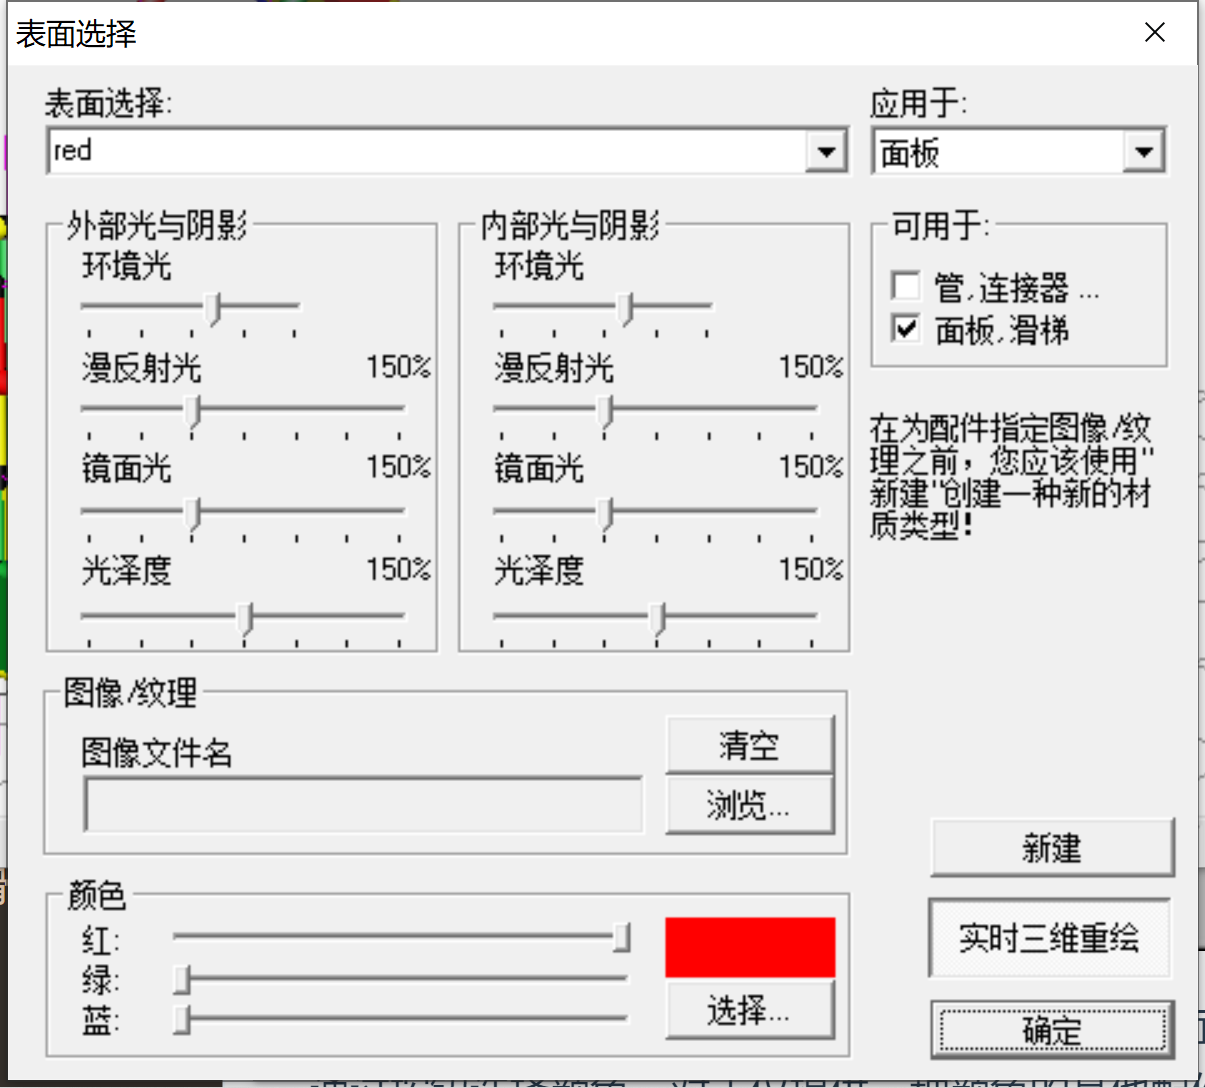 表面选择
表面选择:
应用于:
red
面板
外部光与阴影
内部光与阴影
可用于:
环境光
环境光
管,连接器 ...
面板,滑梯
漫反射光 150%
漫反射光 150%
镜面光 150%
镜面光 150%
光泽度 150%
光泽度 150%
在为配件指定图像/纹
理之前，您应该使用"
新建"创建一种新的材
质类型!
图像/纹理
图像文件名
清空
浏览...
新建
颜色
红:
绿:
蓝:
选择...
实时三维重绘
确定